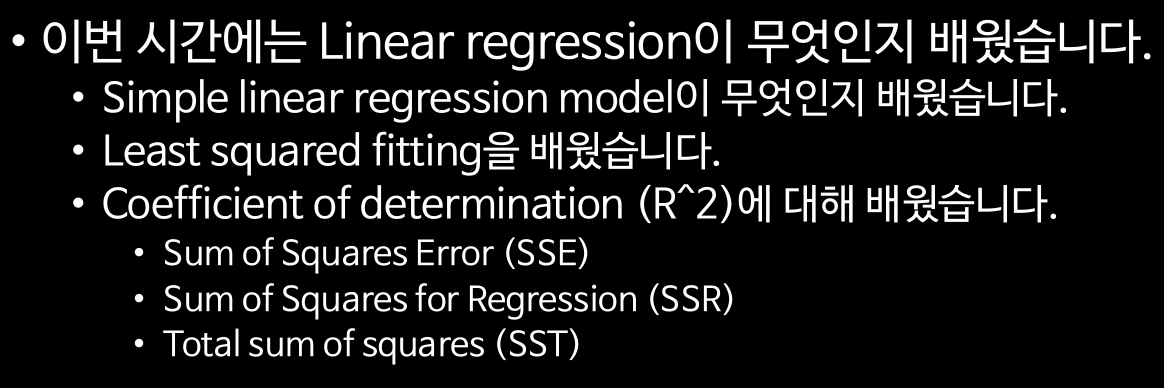 • 이번 시간에는 Linear regression이 무엇인지 배웠습니다.
• Simple linear regression model이 무엇인지 배웠습니다.
• Least squared fitting을 배웠습니다.
• Coefficient of determination (R^2)에 대해 배웠습니다.
• Sum of Squares Error (SSE)
• Sum of Squares for Regression (SSR)
• Total sum of squares (SST)